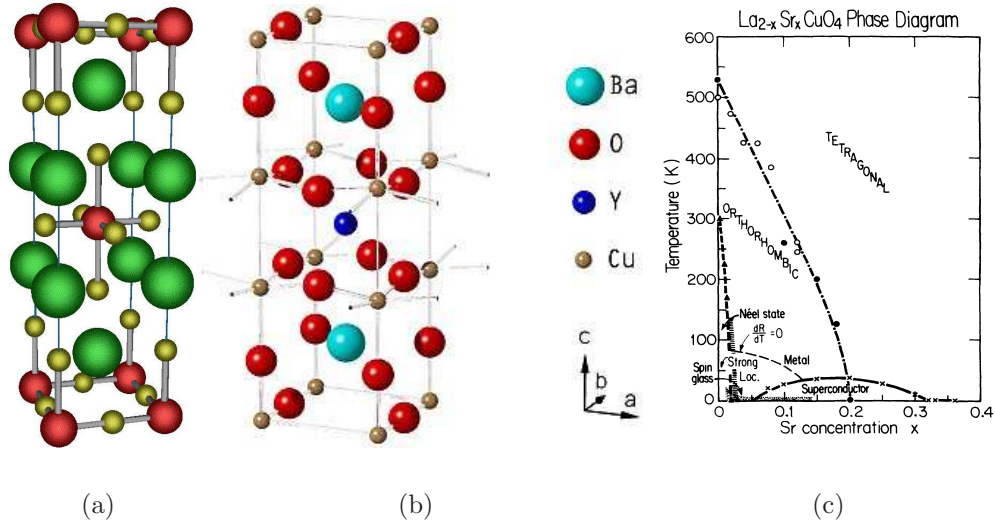 Ba
O
Y
Cu
c
b
a
La2-x Srx CuO4 Phase Diagram
600
500
400
300
200
100
0
Temperature (K)
TETRAGONAL
ORTHORHOMBIC
Néel state
dR/dT =0
Strong
Loc.
Spin
glass
Metal
Superconductor
0
0.1
0.2
0.3
0.4
Sr concentration x
(a)
(b)
(c)